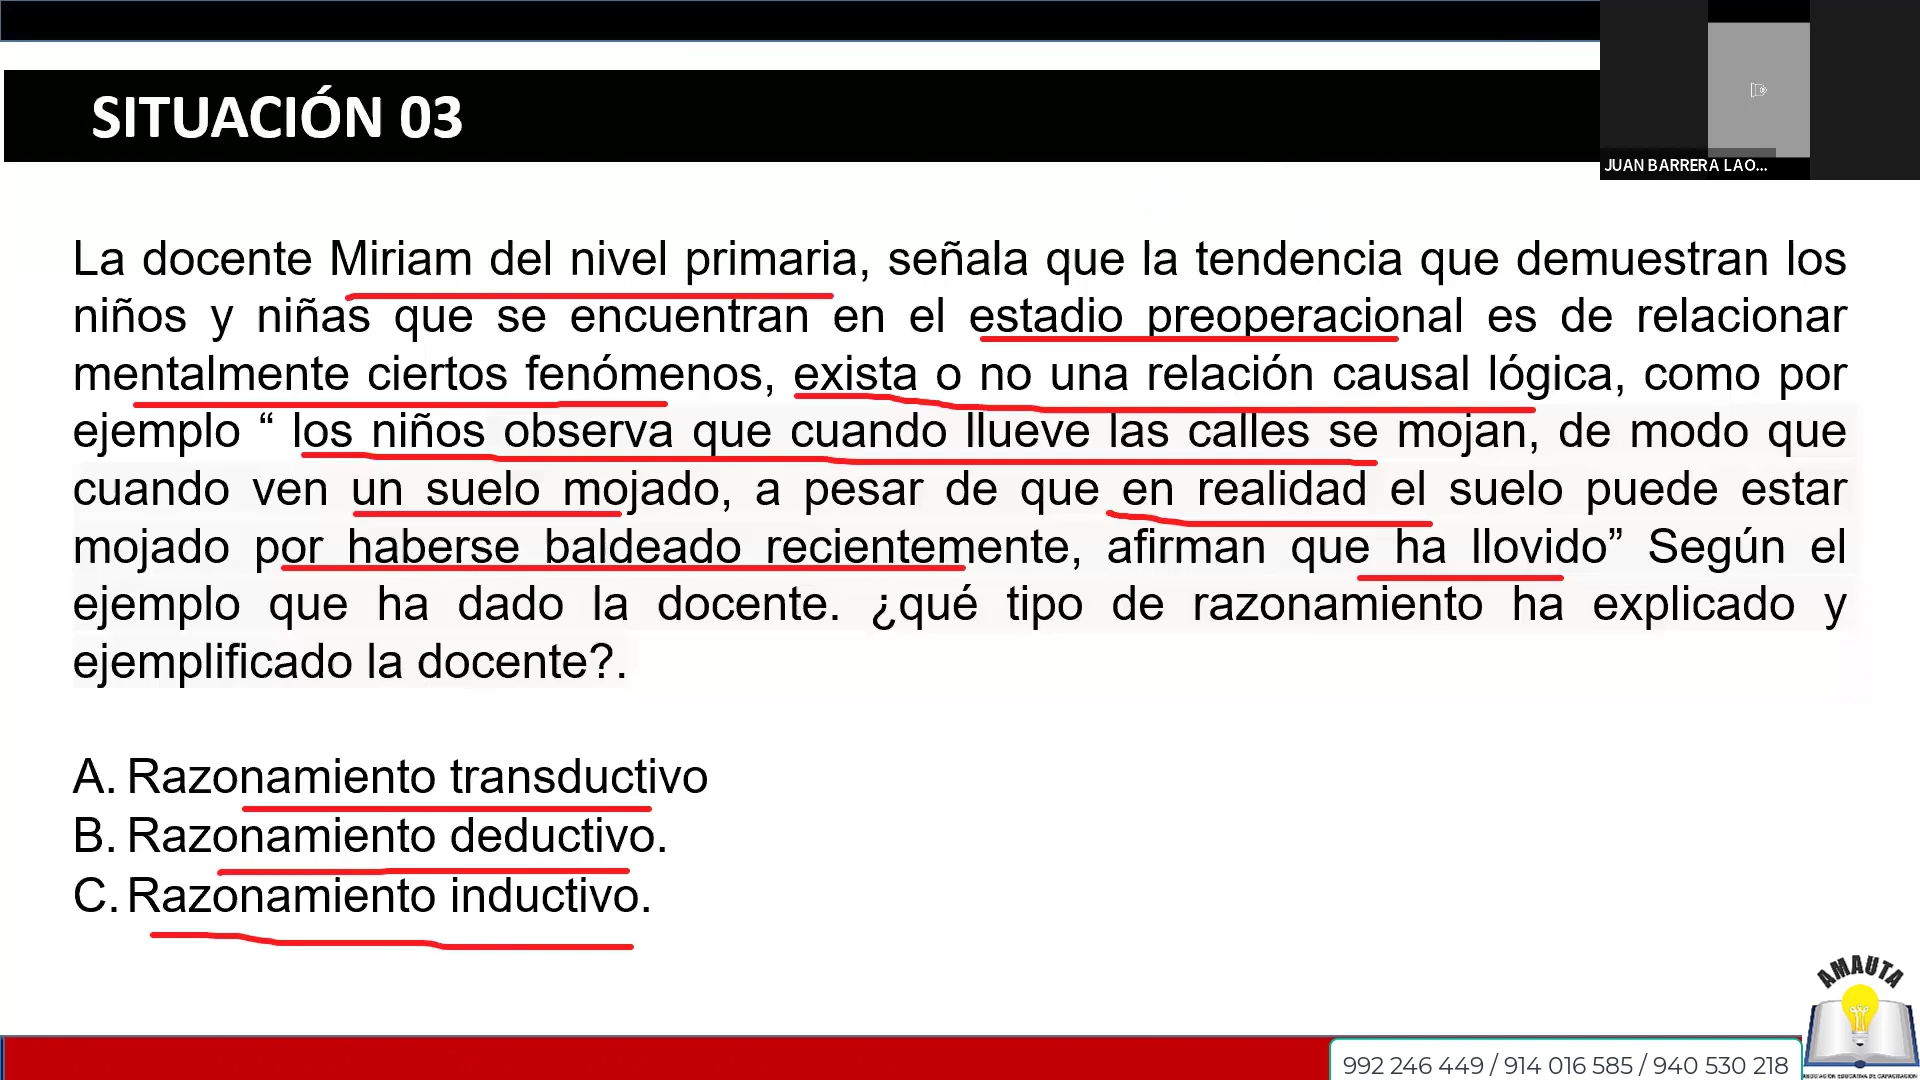 JUAN BARRERA LAO...
SITUACIÓN 03
La docente Miriam del nivel primaria, señala que la tendencia que demuestran los
niños y niñas que se encuentran en el estadio preoperacional es de relacionar
mentalmente ciertos fenómenos, exista o no una relación causal lógica, como por
ejemplo “ los niños observa que cuando llueve las calles se mojan, de modo que
cuando ven un suelo mojado, a pesar de que en realidad el suelo puede estar
mojado por haberse baldeado recientemente, afirman que ha llovido” Según el
ejemplo que ha dado la docente. ¿qué tipo de razonamiento ha explicado y
ejemplificado la docente?.
A. Razonamiento transductivo
B. Razonamiento deductivo.
C. Razonamiento inductivo.
AMAUTA
ASOCIACIÓN EDUCATIVA DE CAPACITACIÓN
992 246 449 / 914 016 585 / 940 530 218